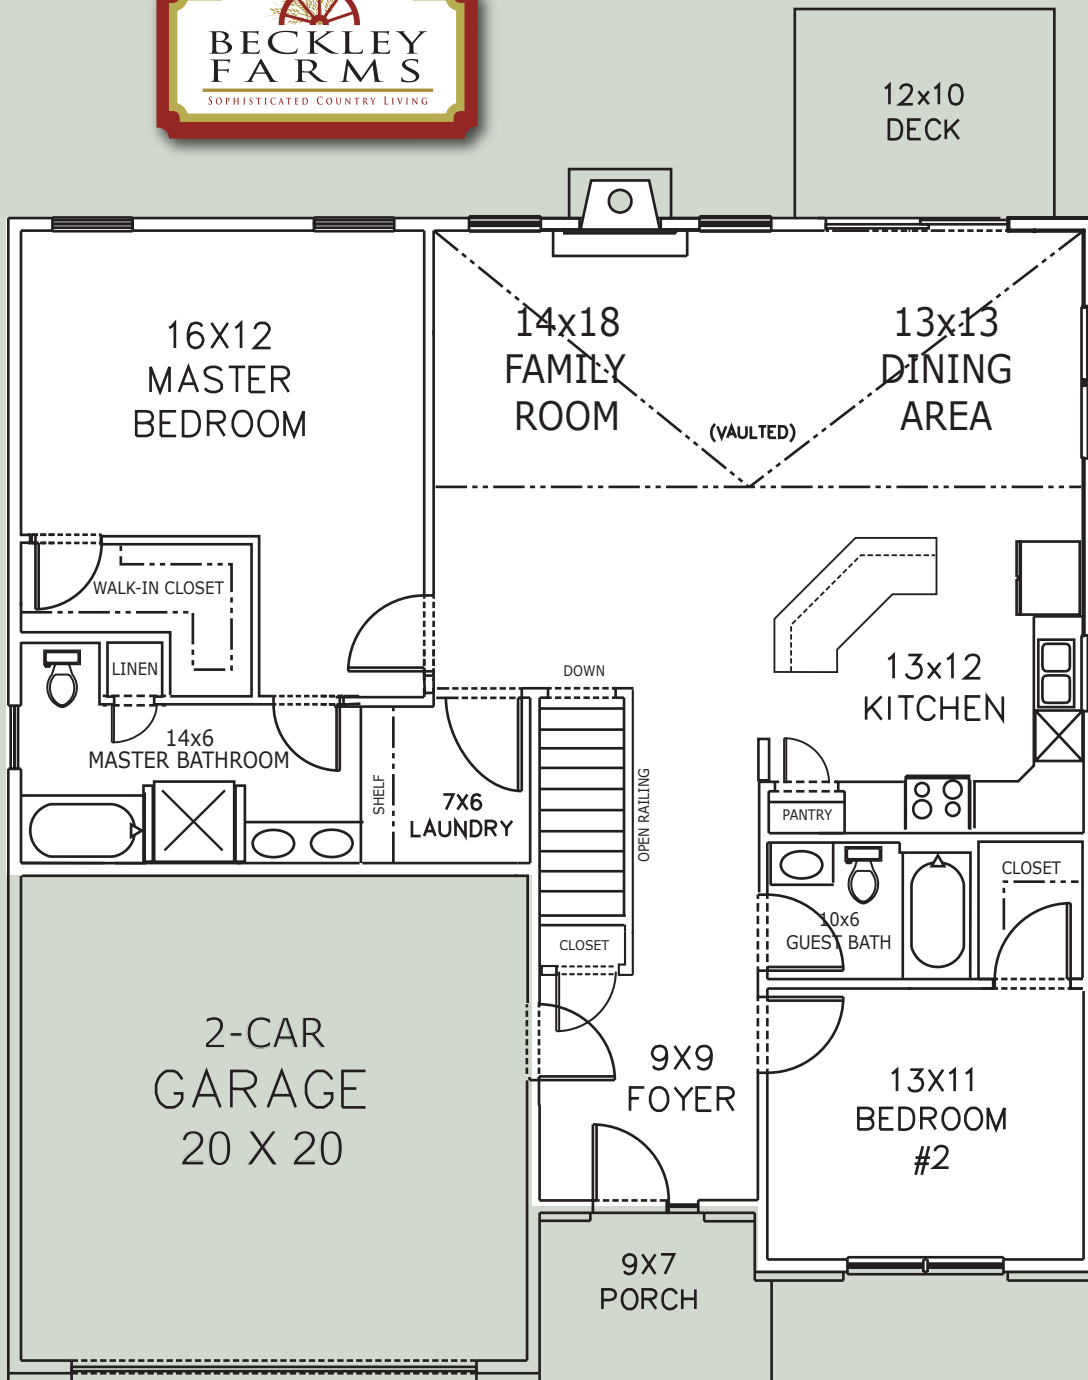 BECKLEY
FARMS
SOPHISTICATED COUNTRY LIVING
12x10
DECK
16X12
MASTER
BEDROOM
14x18
FAMILY
ROOM
13x13
DINING
AREA
(VAULTED)
WALK-IN CLOSET
LINEN
DOWN
13x12
KITCHEN
14x6
MASTER BATHROOM
SHELF
7X6
LAUNDRY
OPEN RAILING
PANTRY
CLOSET
10x6
GUEST BATH
CLOSET
2-CAR
GARAGE
20 X 20
9X9
FOYER
13X11
BEDROOM
#2
9X7
PORCH